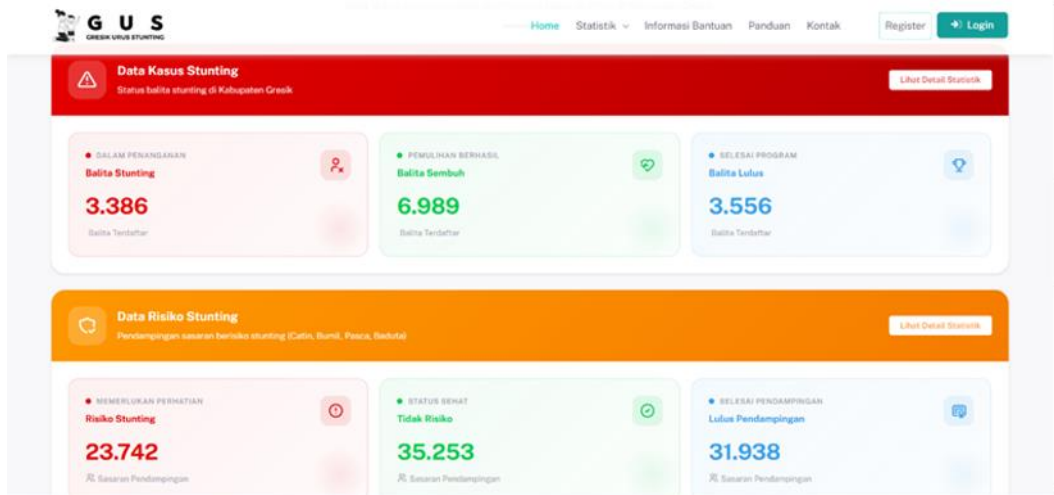 G U S
GRESIK URUS STUNTING
Home Statistik Informasi Bantuan Panduan Kontak Register Login
Data Kasus Stunting
Status balita stunting di Kabupaten Gresik
Lihat Detail Statistik
DALAM PENANGANAN
Balita Stunting
3.386
Balita Terdaftar
PEMULIHAN BERHASIL
Balita Sembuh
6.989
Balita Terdaftar
SELESAI PROGRAM
Balita Lulus
3.556
Balita Terdaftar
Data Risiko Stunting
Pendampingan sasaran berisiko stunting (Catin, Bumil, Pasca, Baduta)
Lihat Detail Statistik
MEMERLUKAN PERHATIAN
Risiko Stunting
23.742
Sasaran Pendampingan
STATUS SEHAT
Tidak Risiko
35.253
Sasaran Pendampingan
SELESAI PENDAMPINGAN
Lulus Pendampingan
31.938
Sasaran Pendampingan